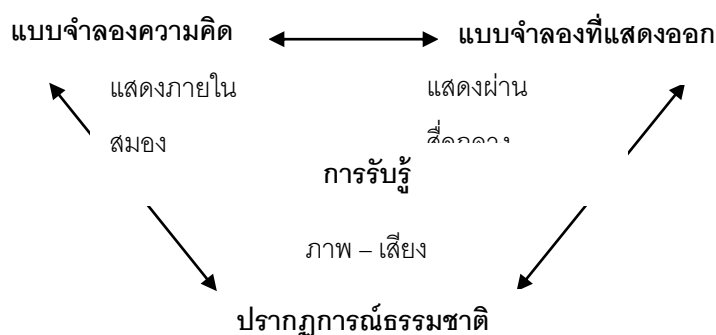 แบบจำลองความคิด
แบบจำลองที่แสดงออก
แสดงภายใน
สมอง
แสดงผ่าน
การรับรู้
ภาพ – เสียง
ปรากฏการณ์ธรรมชาติ